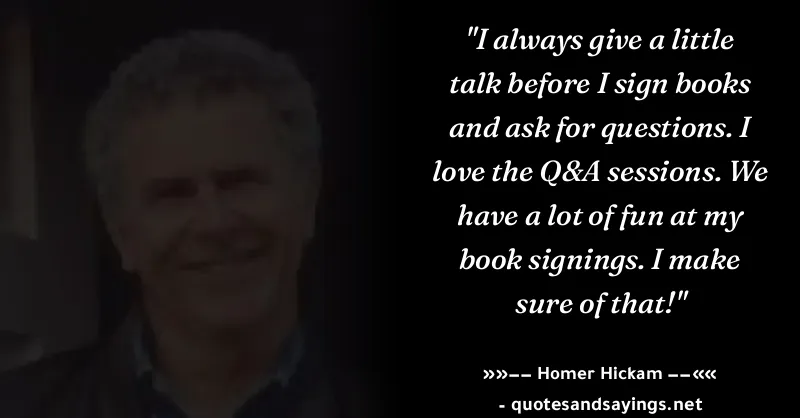 "I always give a little
talk before I sign books
and ask for questions. I
love the Q&A sessions. We
have a lot of fun at my
book signings. I make
sure of that!"
»»−− Homer Hickam −−««
- quotesandsayings.net